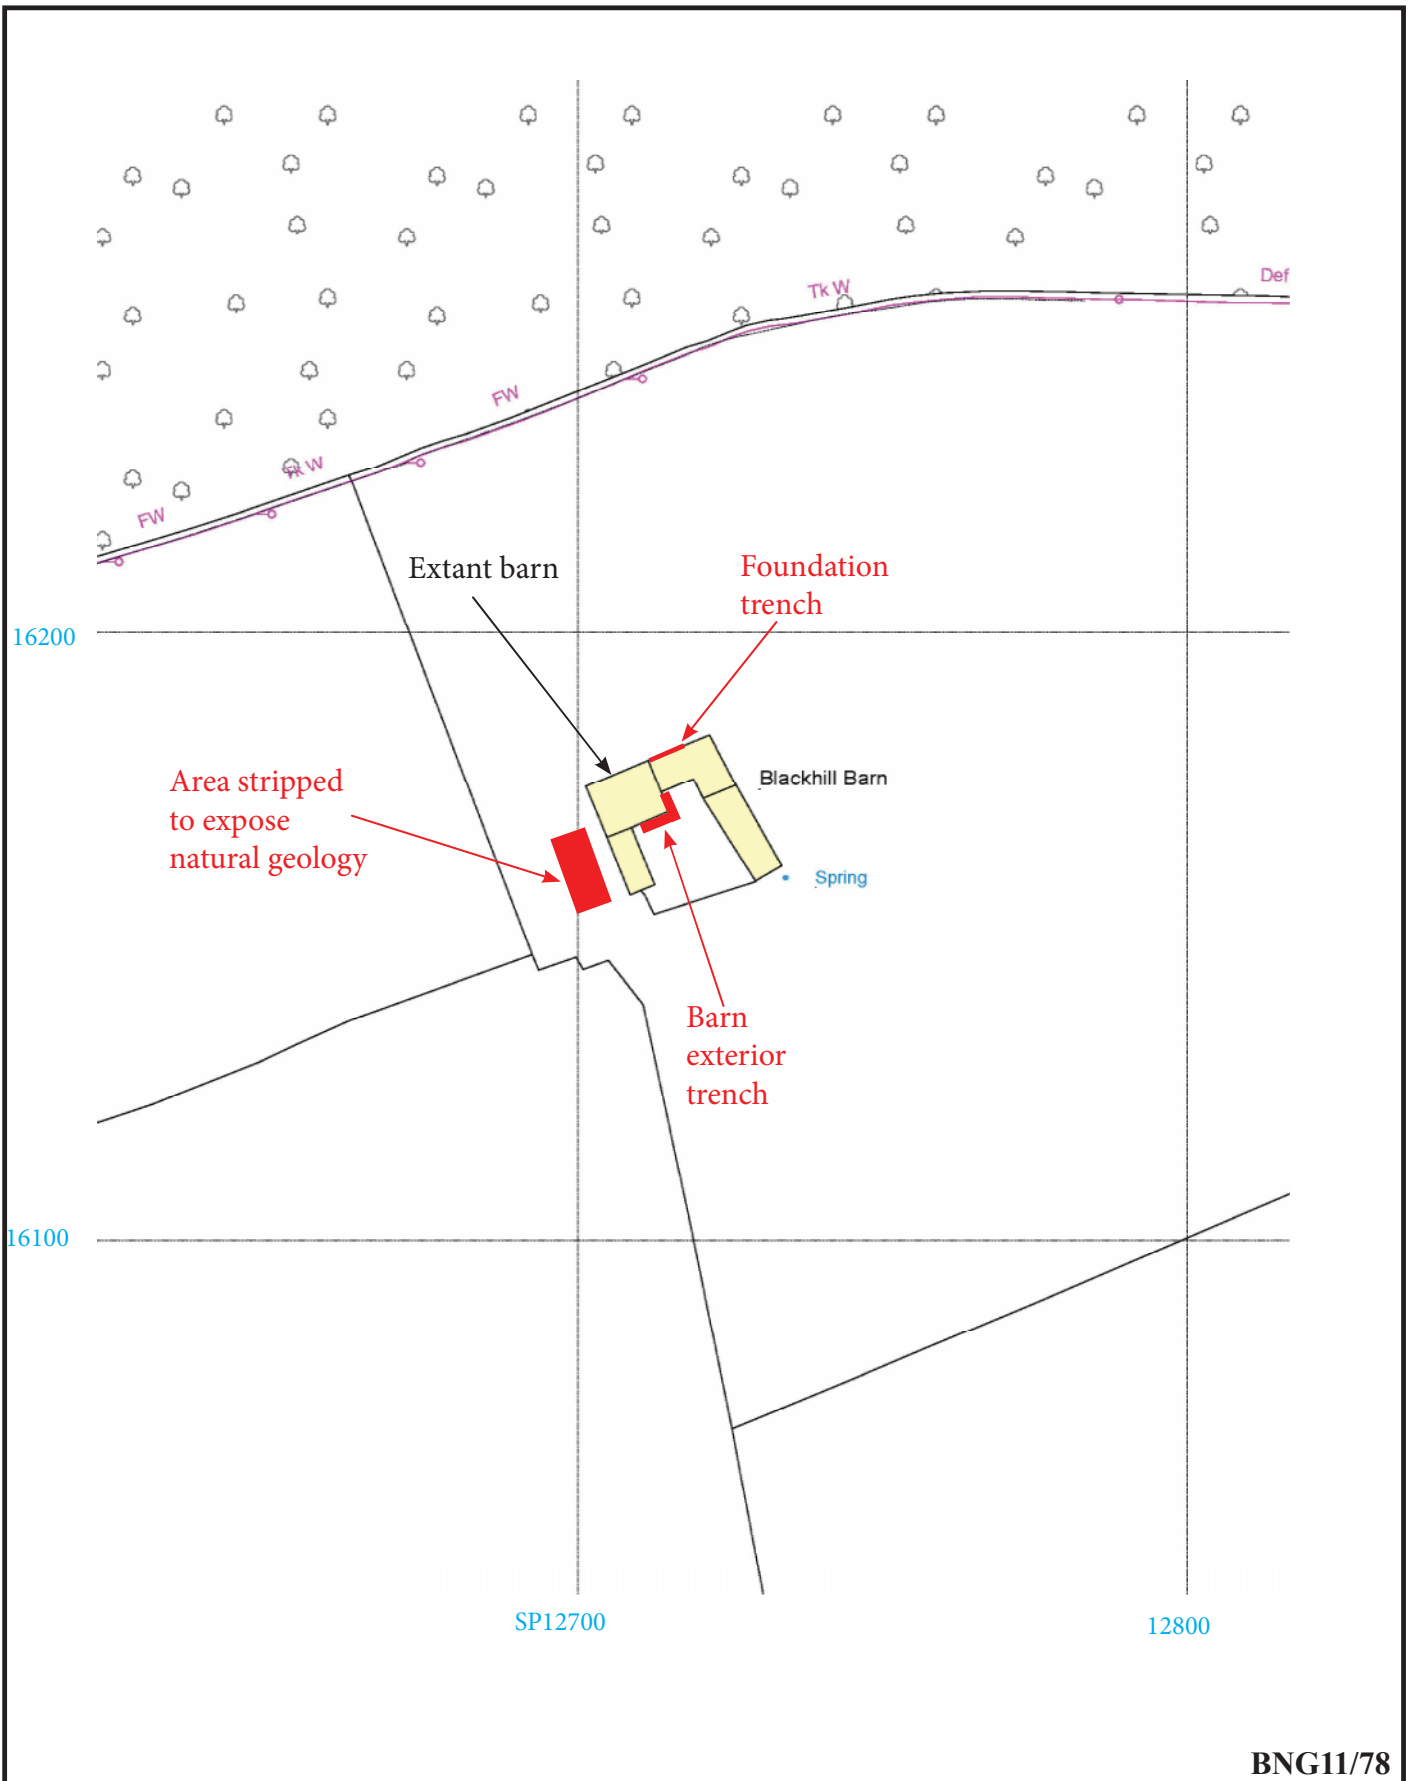 Def
Tk W
FW
Tk W
FW
Extant barn
Foundation
trench
16200
Area stripped
to expose
natural geology
Blackhill Barn
Spring
Barn
exterior
trench
16100
SP12700
12800
BNG11/78